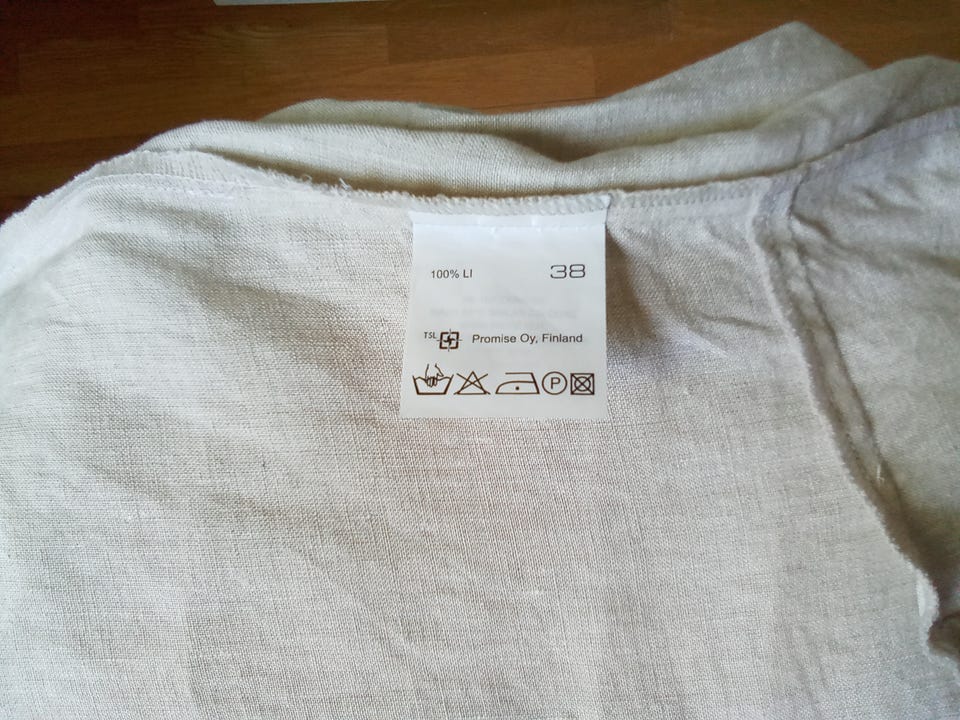 100% LI 38
TSL Promise Oy, Finland
P